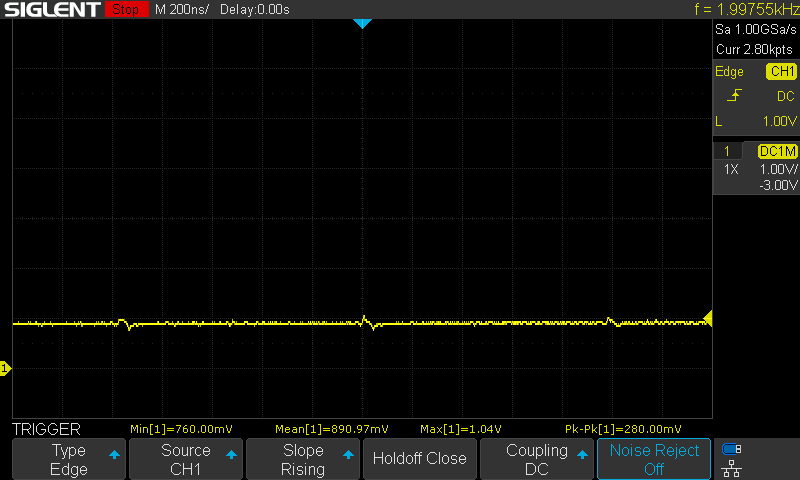 SIGLENT Stop M 200ns/ Delay:0.00s f = 1.99755kHz
Sa 1.00GSa/s
Curr 2.80kpts
Edge CH1
DC
L 1.00V
1 DC1M
1X 1.00V/
-3.00V
1
TRIGGER Min[1]=760.00mV Mean[1]=890.97mV Max[1]=1.04V Pk-Pk[1]=280.00mV
Type Source Slope Holdoff Close Coupling Noise Reject
Edge CH1 Rising DC Off